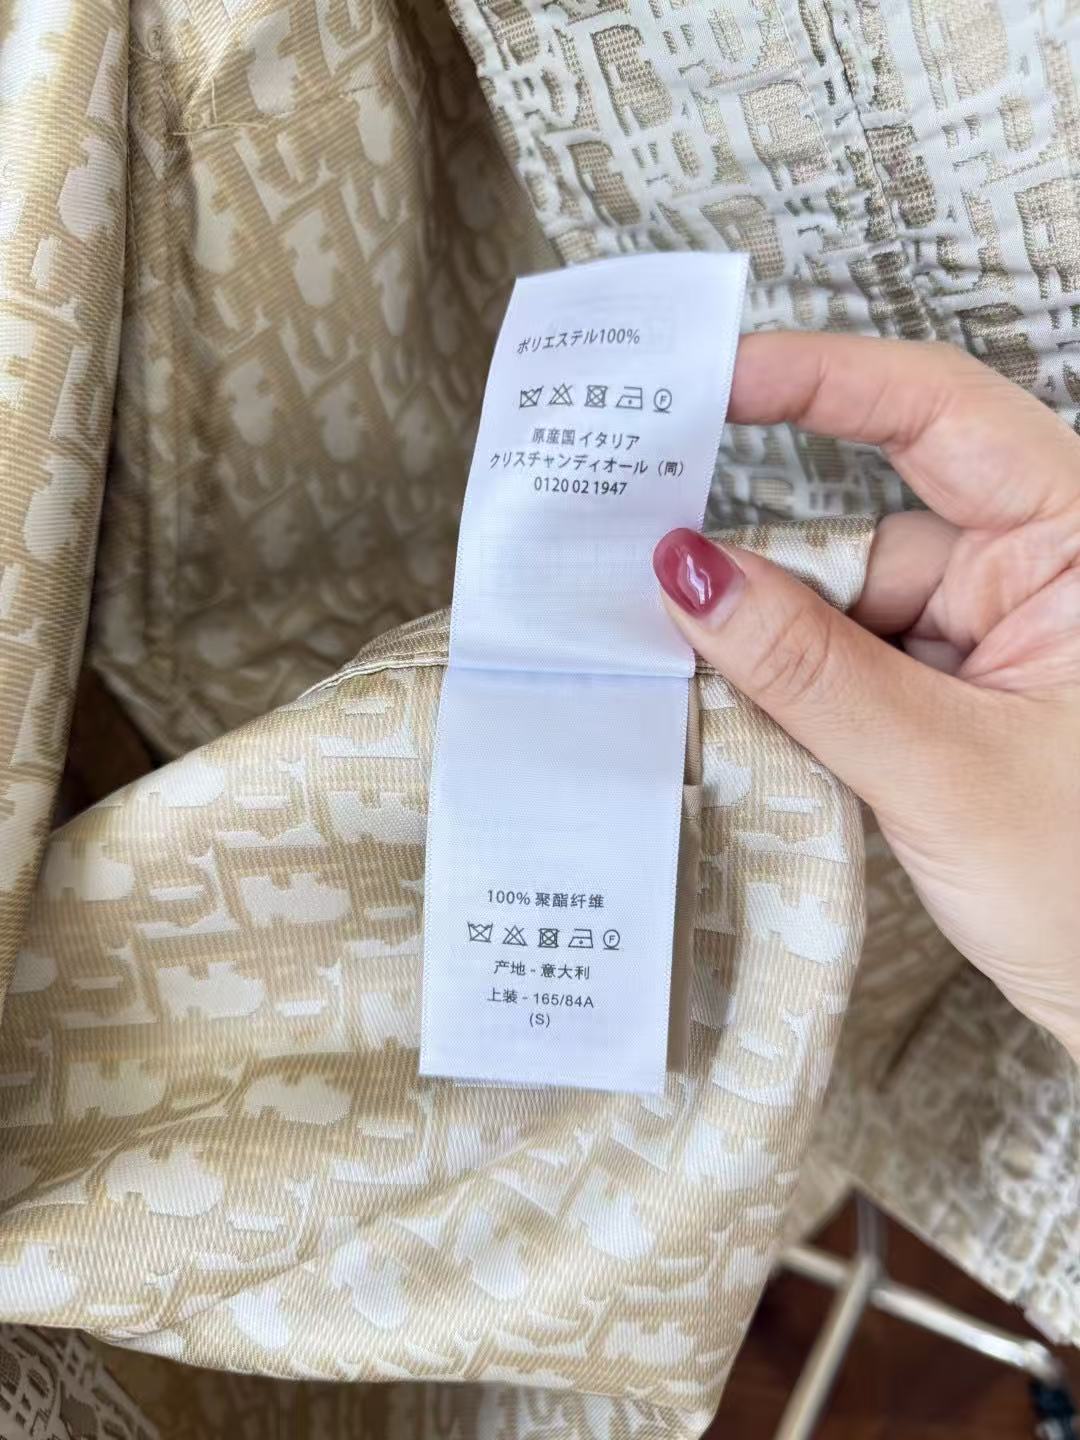 ポリエステル100%
F
原産国イタリア
クリスチャンディオール（同）
0120 02 1947
100% 聚酯纤维
F
产地 - 意大利
上装 - 165/84A
(S)